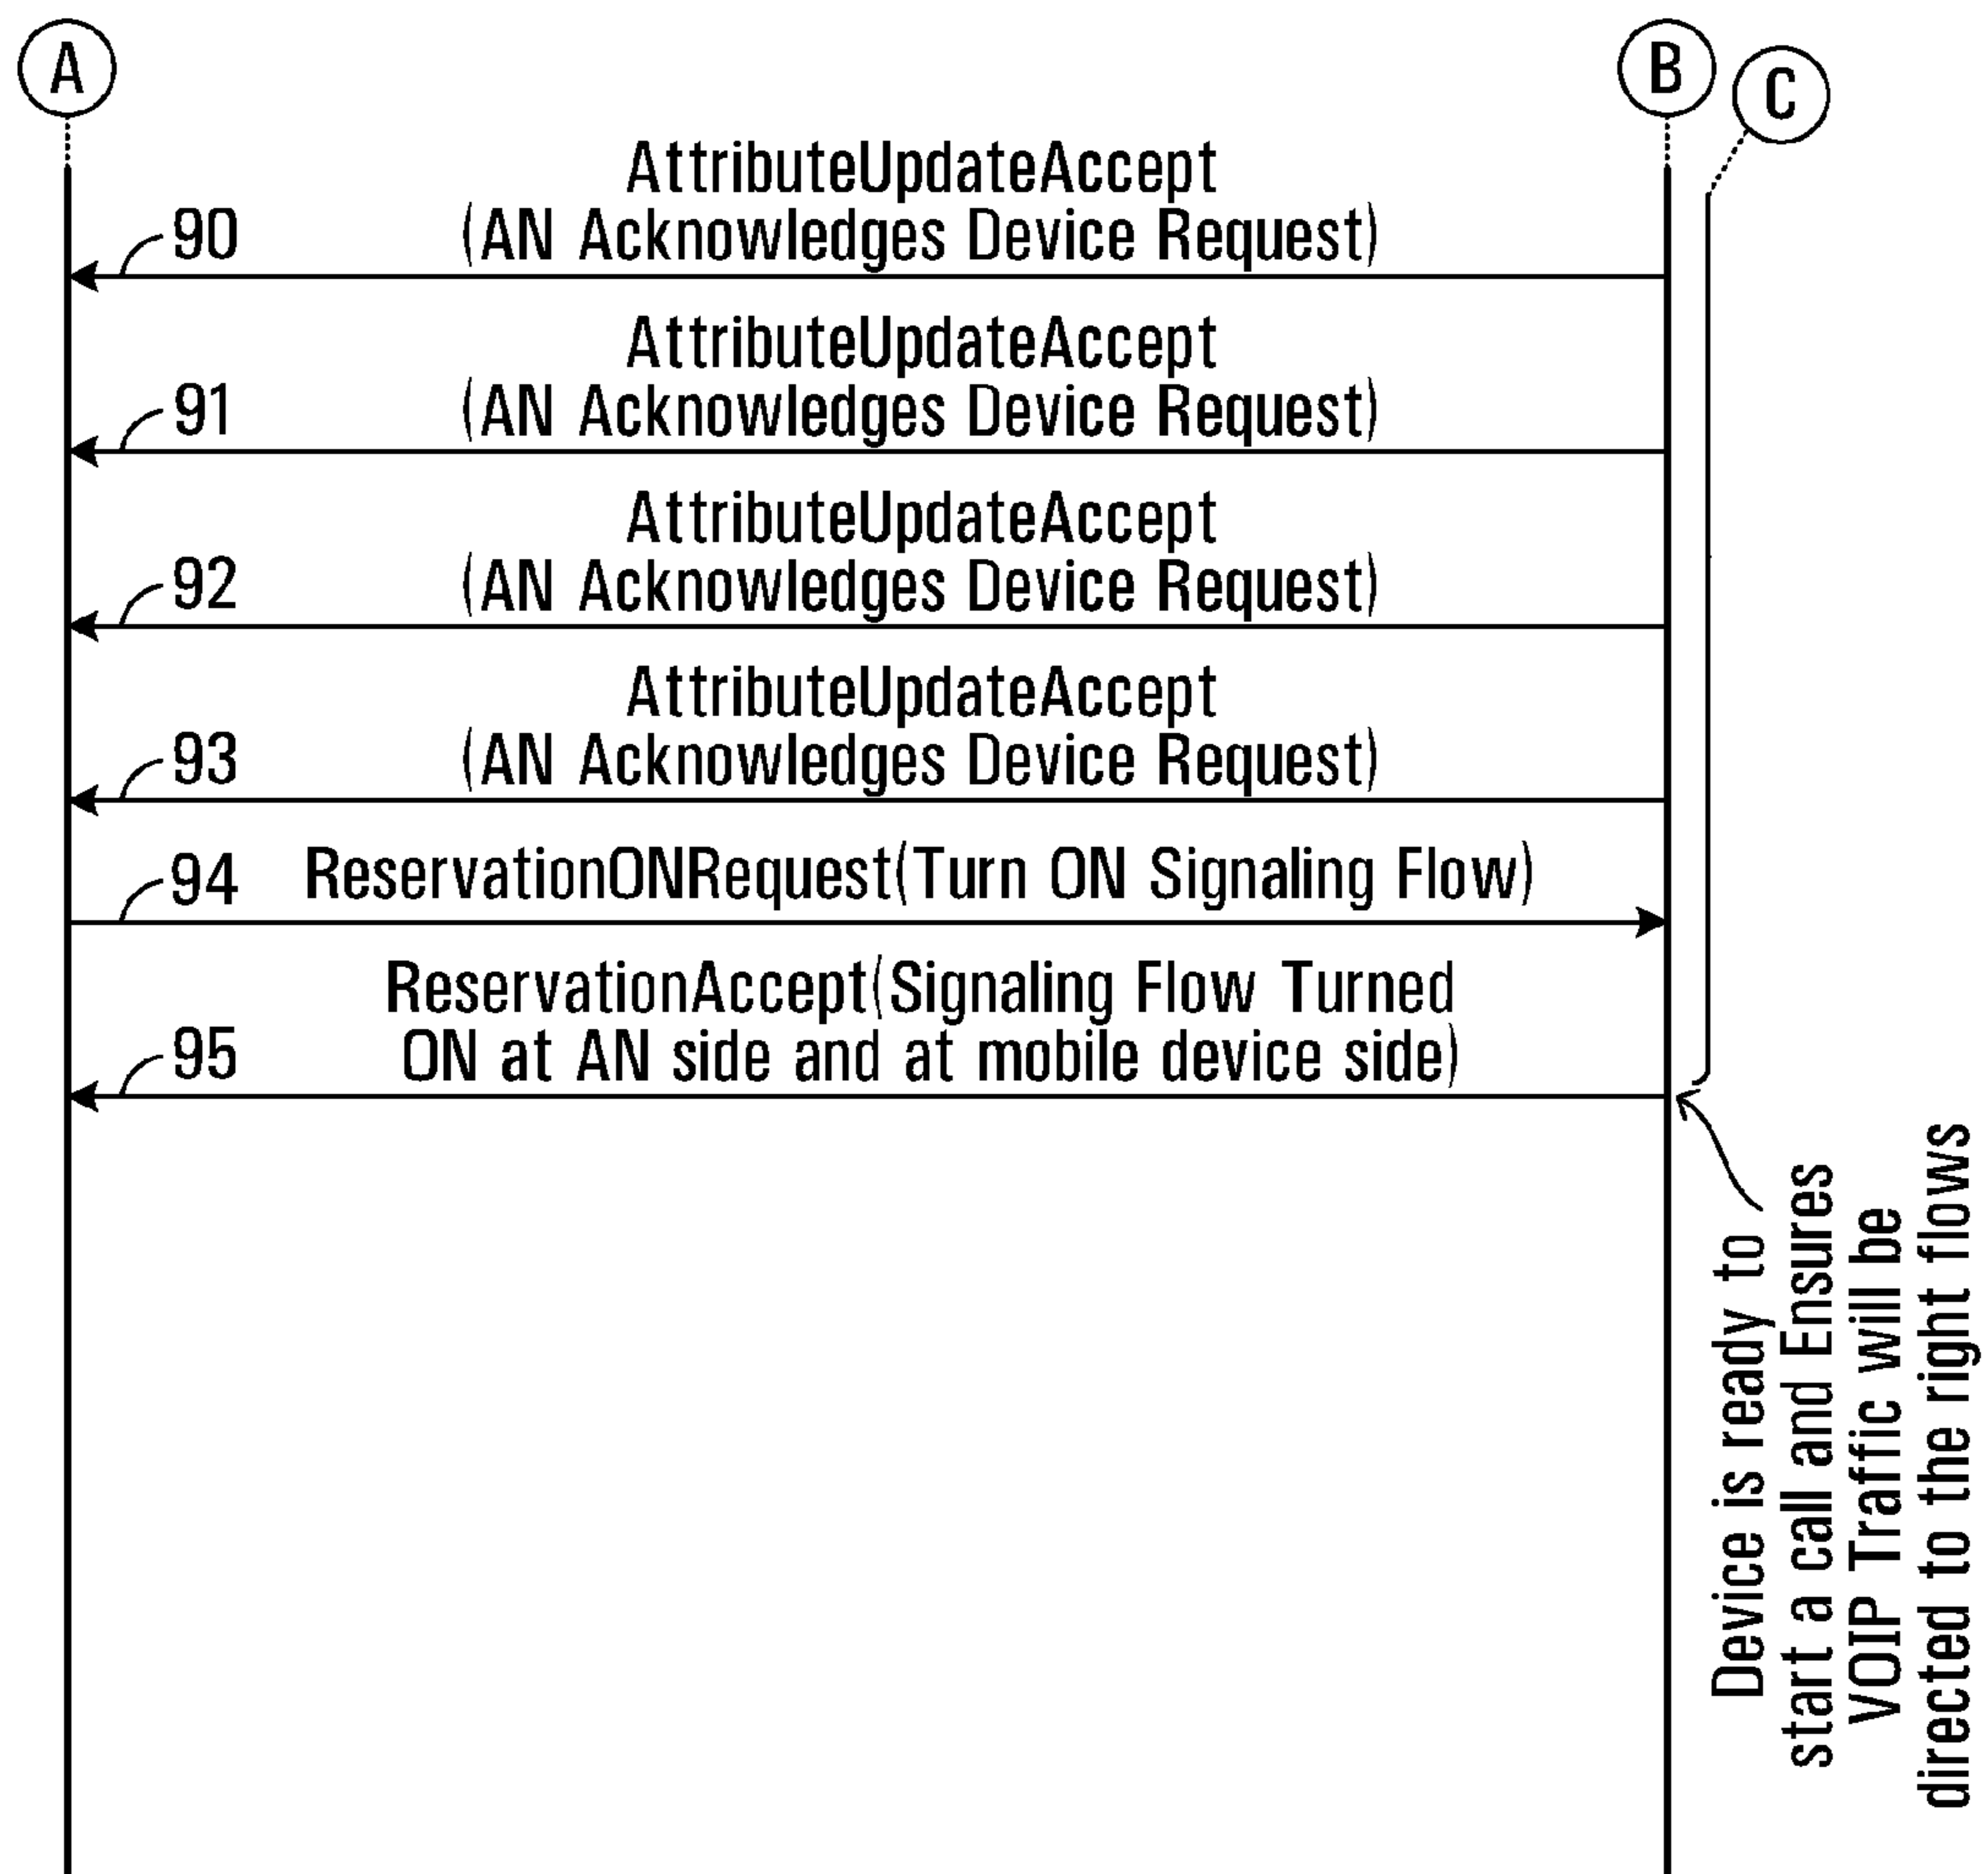 A
B
C
AttributeUpdateAccept
90
(AN Acknowledges Device Request)
AttributeUpdateAccept
91
(AN Acknowledges Device Request)
AttributeUpdateAccept
92
(AN Acknowledges Device Request)
AttributeUpdateAccept
93
(AN Acknowledges Device Request)
94
ReservationONRequest(Turn ON Signaling Flow)
ReservationAccept(Signaling Flow Turned
95
ON at AN side and at mobile device side)
Device is ready to
start a call and Ensures
VOIP Traffic will be
directed to the right flows